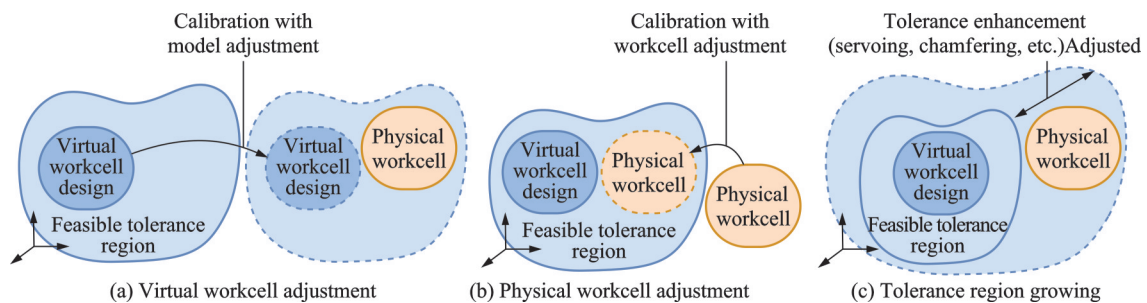 Calibration with
model adjustment
Virtual
workcell
design
Feasible tolerance
region
Virtual
workcell
design
Physical
workcell
(a) Virtual workcell adjustment
Calibration with
workcell adjustment
Virtual
workcell
design
Physical
workcell
Physical
workcell
Feasible tolerance
region
(b) Physical workcell adjustment
Tolerance enhancement
(servoing, chamfering, etc.)Adjusted
Virtual
workcell
design
Physical
workcell
Feasible tolerance
region
(c) Tolerance region growing